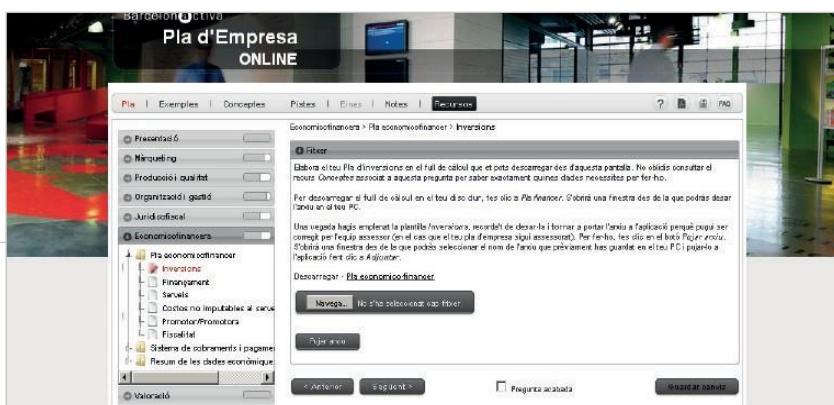 Barcelonactiva
Pla d'Empresa
ONLINE
Pla | Exemples | Conceptes Pistes | Eines | Notes | Recursos ? FAQ
Economicofinancera > Pla economicofinancer > Inversions
Presentació
Màrqueting
Producció i qualitat
Organització i gestió
Juridicofiscal
Economicofinancera
Pla economicofinancer
Inversions
Finançament
Serveis
Costos no imputables al serve
Promotor/Promotora
Fiscalitat
Sistema de cobraments i pagamen
Resum de les dades econòmique
Valoració
Fitxer
Elabora el teu Pla d'inversions en el full de càlcul que et pots descarregar des d'aquesta pantalla. No oblidis consultar el
recurs Conceptes associat a aquesta pregunta per saber exactament quines dades necessites per fer-ho.
Per descarregar el full de càlcul en el teu disc dur, fes clic a Pla financer. S'obrirà una finestra des de la que podràs desar
l'arxiu en el teu PC.
Una vegada hagis emplenat la plantilla Inversions, recorda't de desar-la i tornar a portar l'arxiu a l'aplicació perquè pugui ser
corregit per l'equip assessor (en el cas que el teu pla d'empresa sigui assessorat). Per fer-ho, fes clic en el botó Pujar arxiu.
S'obrirà una finestra des de la que podràs seleccionar el nom de l'arxiu que prèviament has guardat en el teu PC i pujar-lo a
l'aplicació fent clic a Adjuntar.
Descarregar - Pla economicofinancer
Navega... No s'ha seleccionat cap fitxer.
Pujar arxiu
< Anterior Següent > Pregunta acabada Guardar canvis